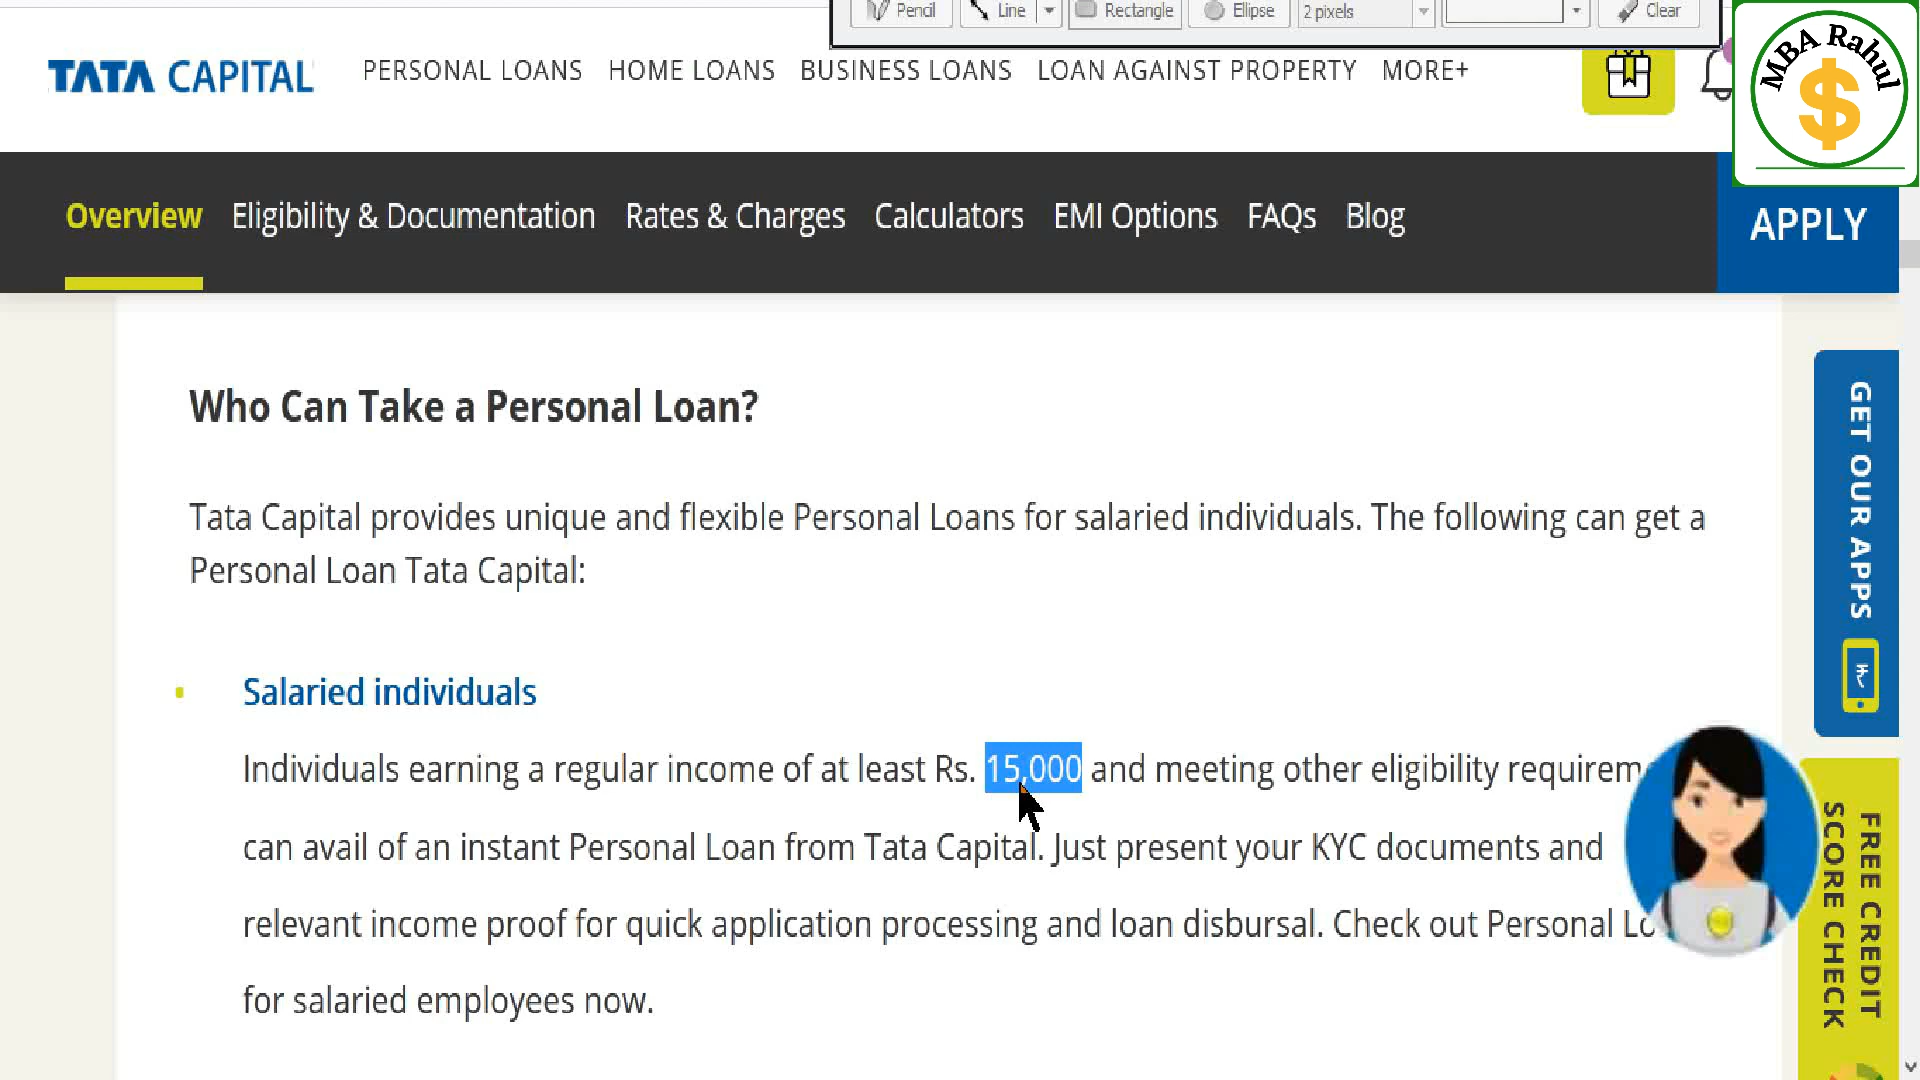 Pencil Line Rectangle Ellipse 2 pixels Clear
TATA CAPITAL PERSONAL LOANS HOME LOANS BUSINESS LOANS LOAN AGAINST PROPERTY MORE+
MBA Rahul
$
Overview Eligibility & Documentation Rates & Charges Calculators EMI Options FAQs Blog APPLY
Who Can Take a Personal Loan?
Tata Capital provides unique and flexible Personal Loans for salaried individuals. The following can get a
Personal Loan Tata Capital:
Salaried individuals
Individuals earning a regular income of at least Rs. 15,000 and meeting other eligibility
can avail of an instant Personal Loan from Tata Capital. Just present your KYC documents and
relevant income proof for quick application processing and loan disbursal. Check out Personal
for salaried employees now.
GET OUR APPS
FREE CREDIT
SCORE CHECK